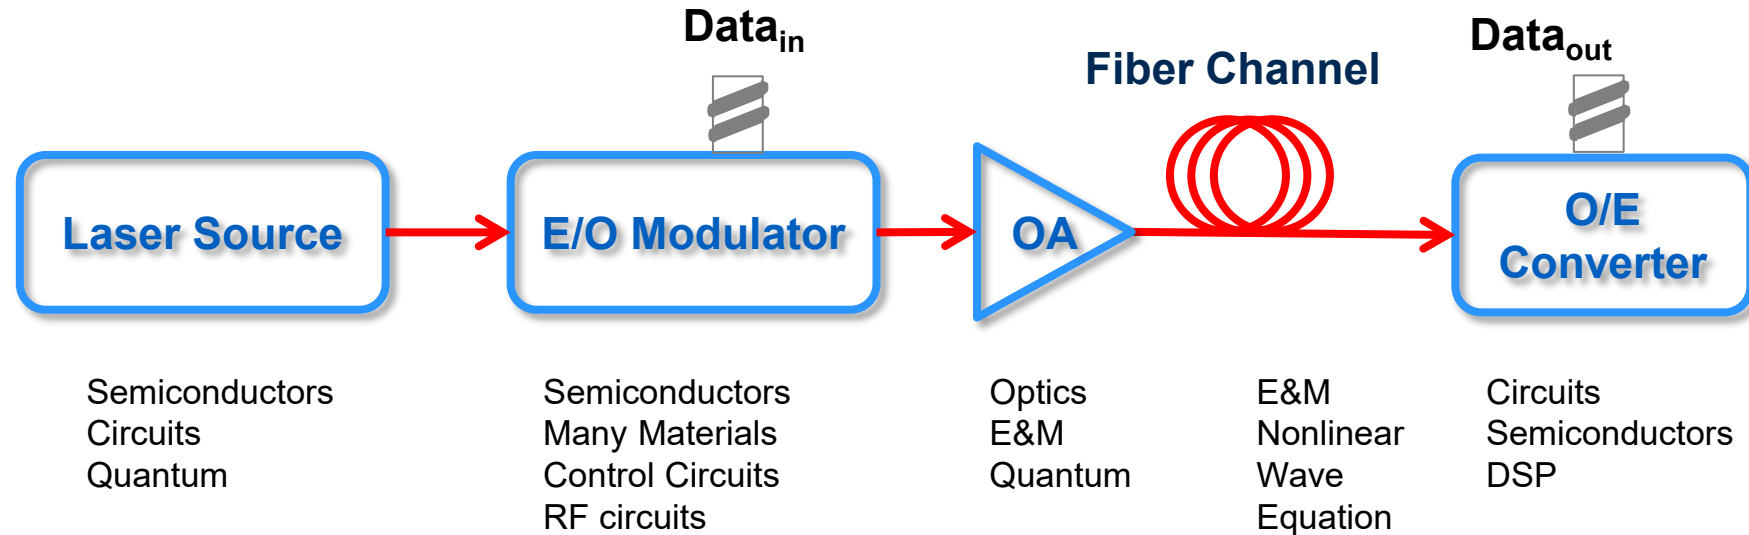 Data_in
Data_out
Fiber Channel
Laser Source
E/O Modulator
OA
O/E
Converter
Semiconductors
Circuits
Quantum
Semiconductors
Many Materials
Control Circuits
RF circuits
Optics
E&M
Quantum
E&M
Nonlinear
Wave
Equation
Circuits
Semiconductors
DSP